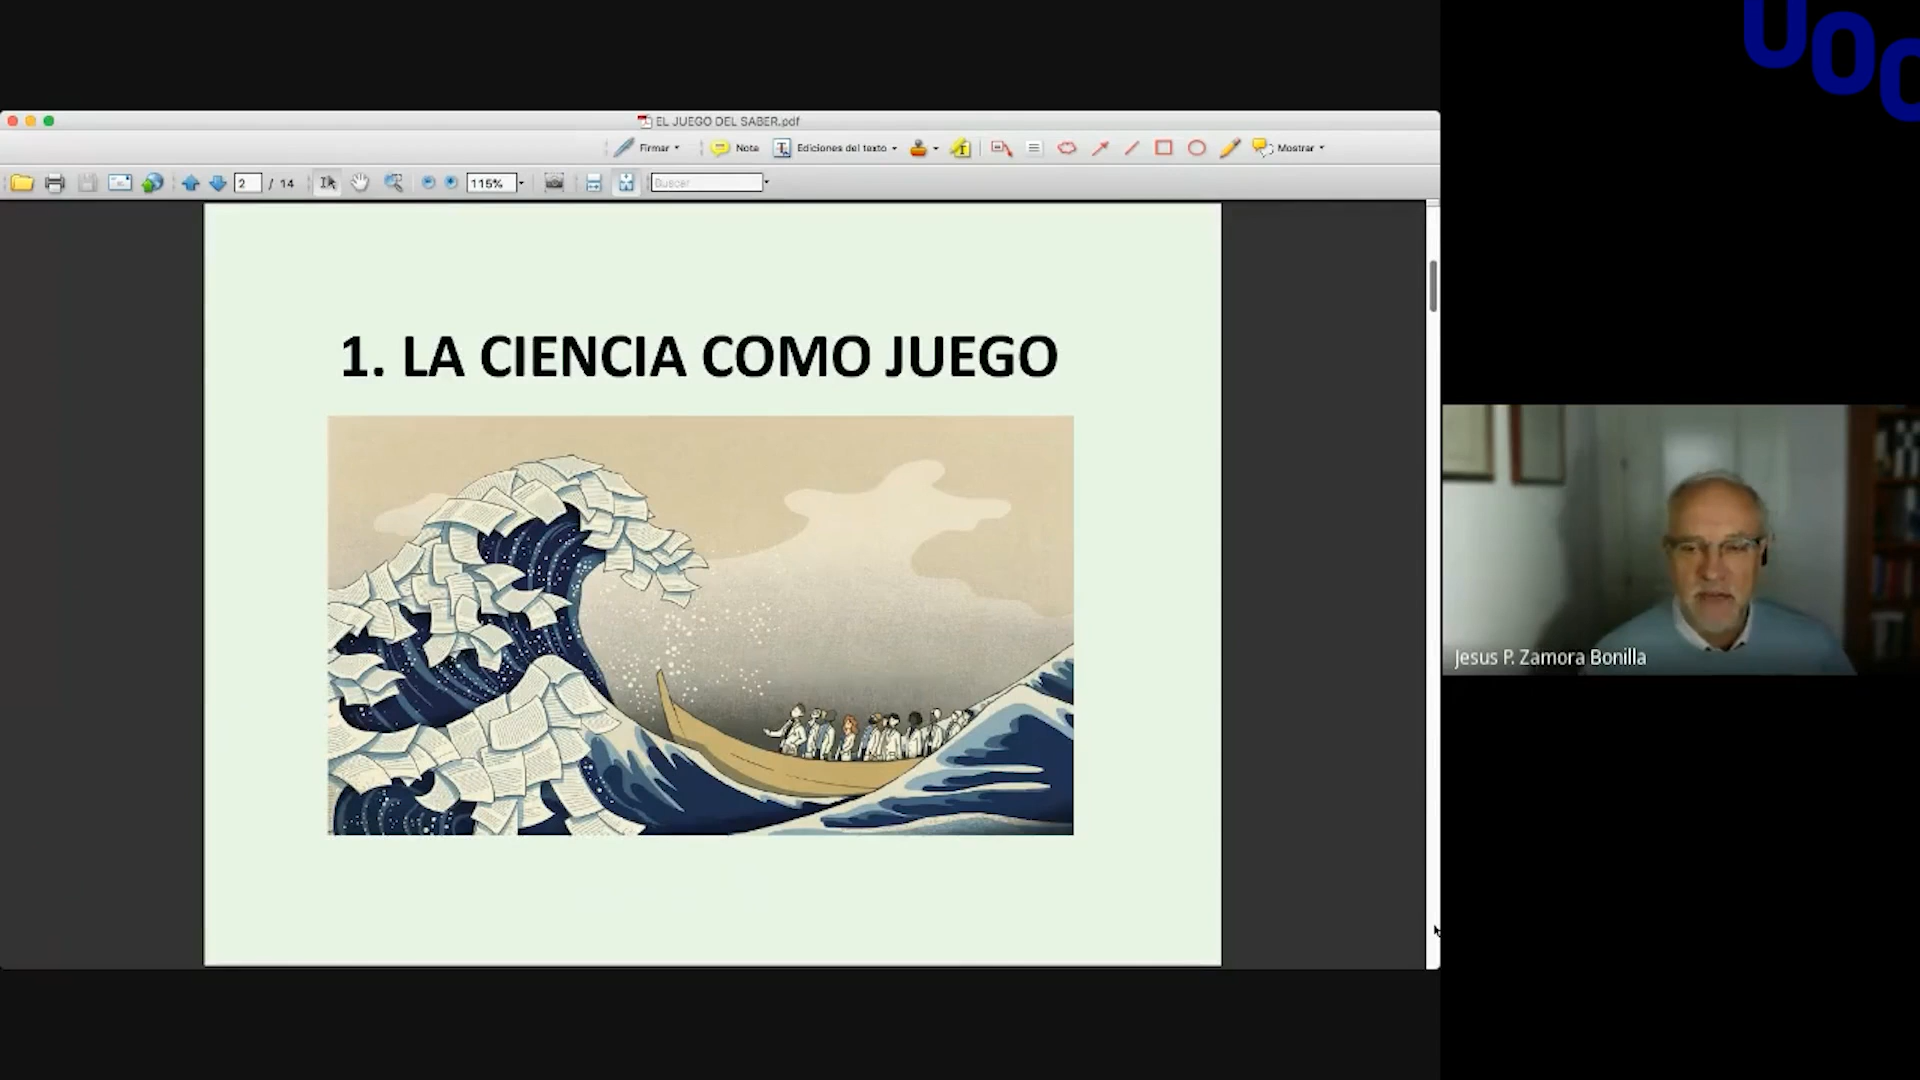 UOC
EL JUEGO DEL SABER.pdf
Firmar
Nota
Ediciones del texto
Mostrar
2 / 14
115%
Buscar
1. LA CIENCIA COMO JUEGO
Jesus P. Zamora Bonilla